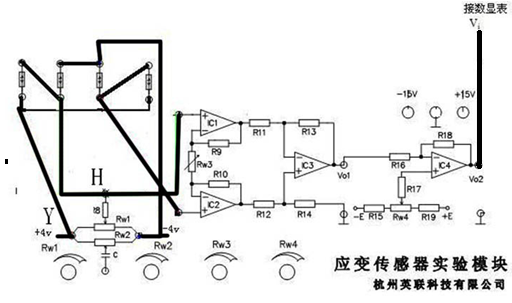 接数显表
Vi
-15V
+15V
IC1
R11
R13
R18
R9
H
Rw3
IC3
R16
IC4
R10
Vo1
Vo2
R17
Y
r8
Rw1
IC2
R12
R14
-E
R15
Rw4
R19
+E
+4v
Rw2
-4v
Rw1
C
Rw2
Rw3
Rw4
应变传感器实验模块
杭州英联科技有限公司